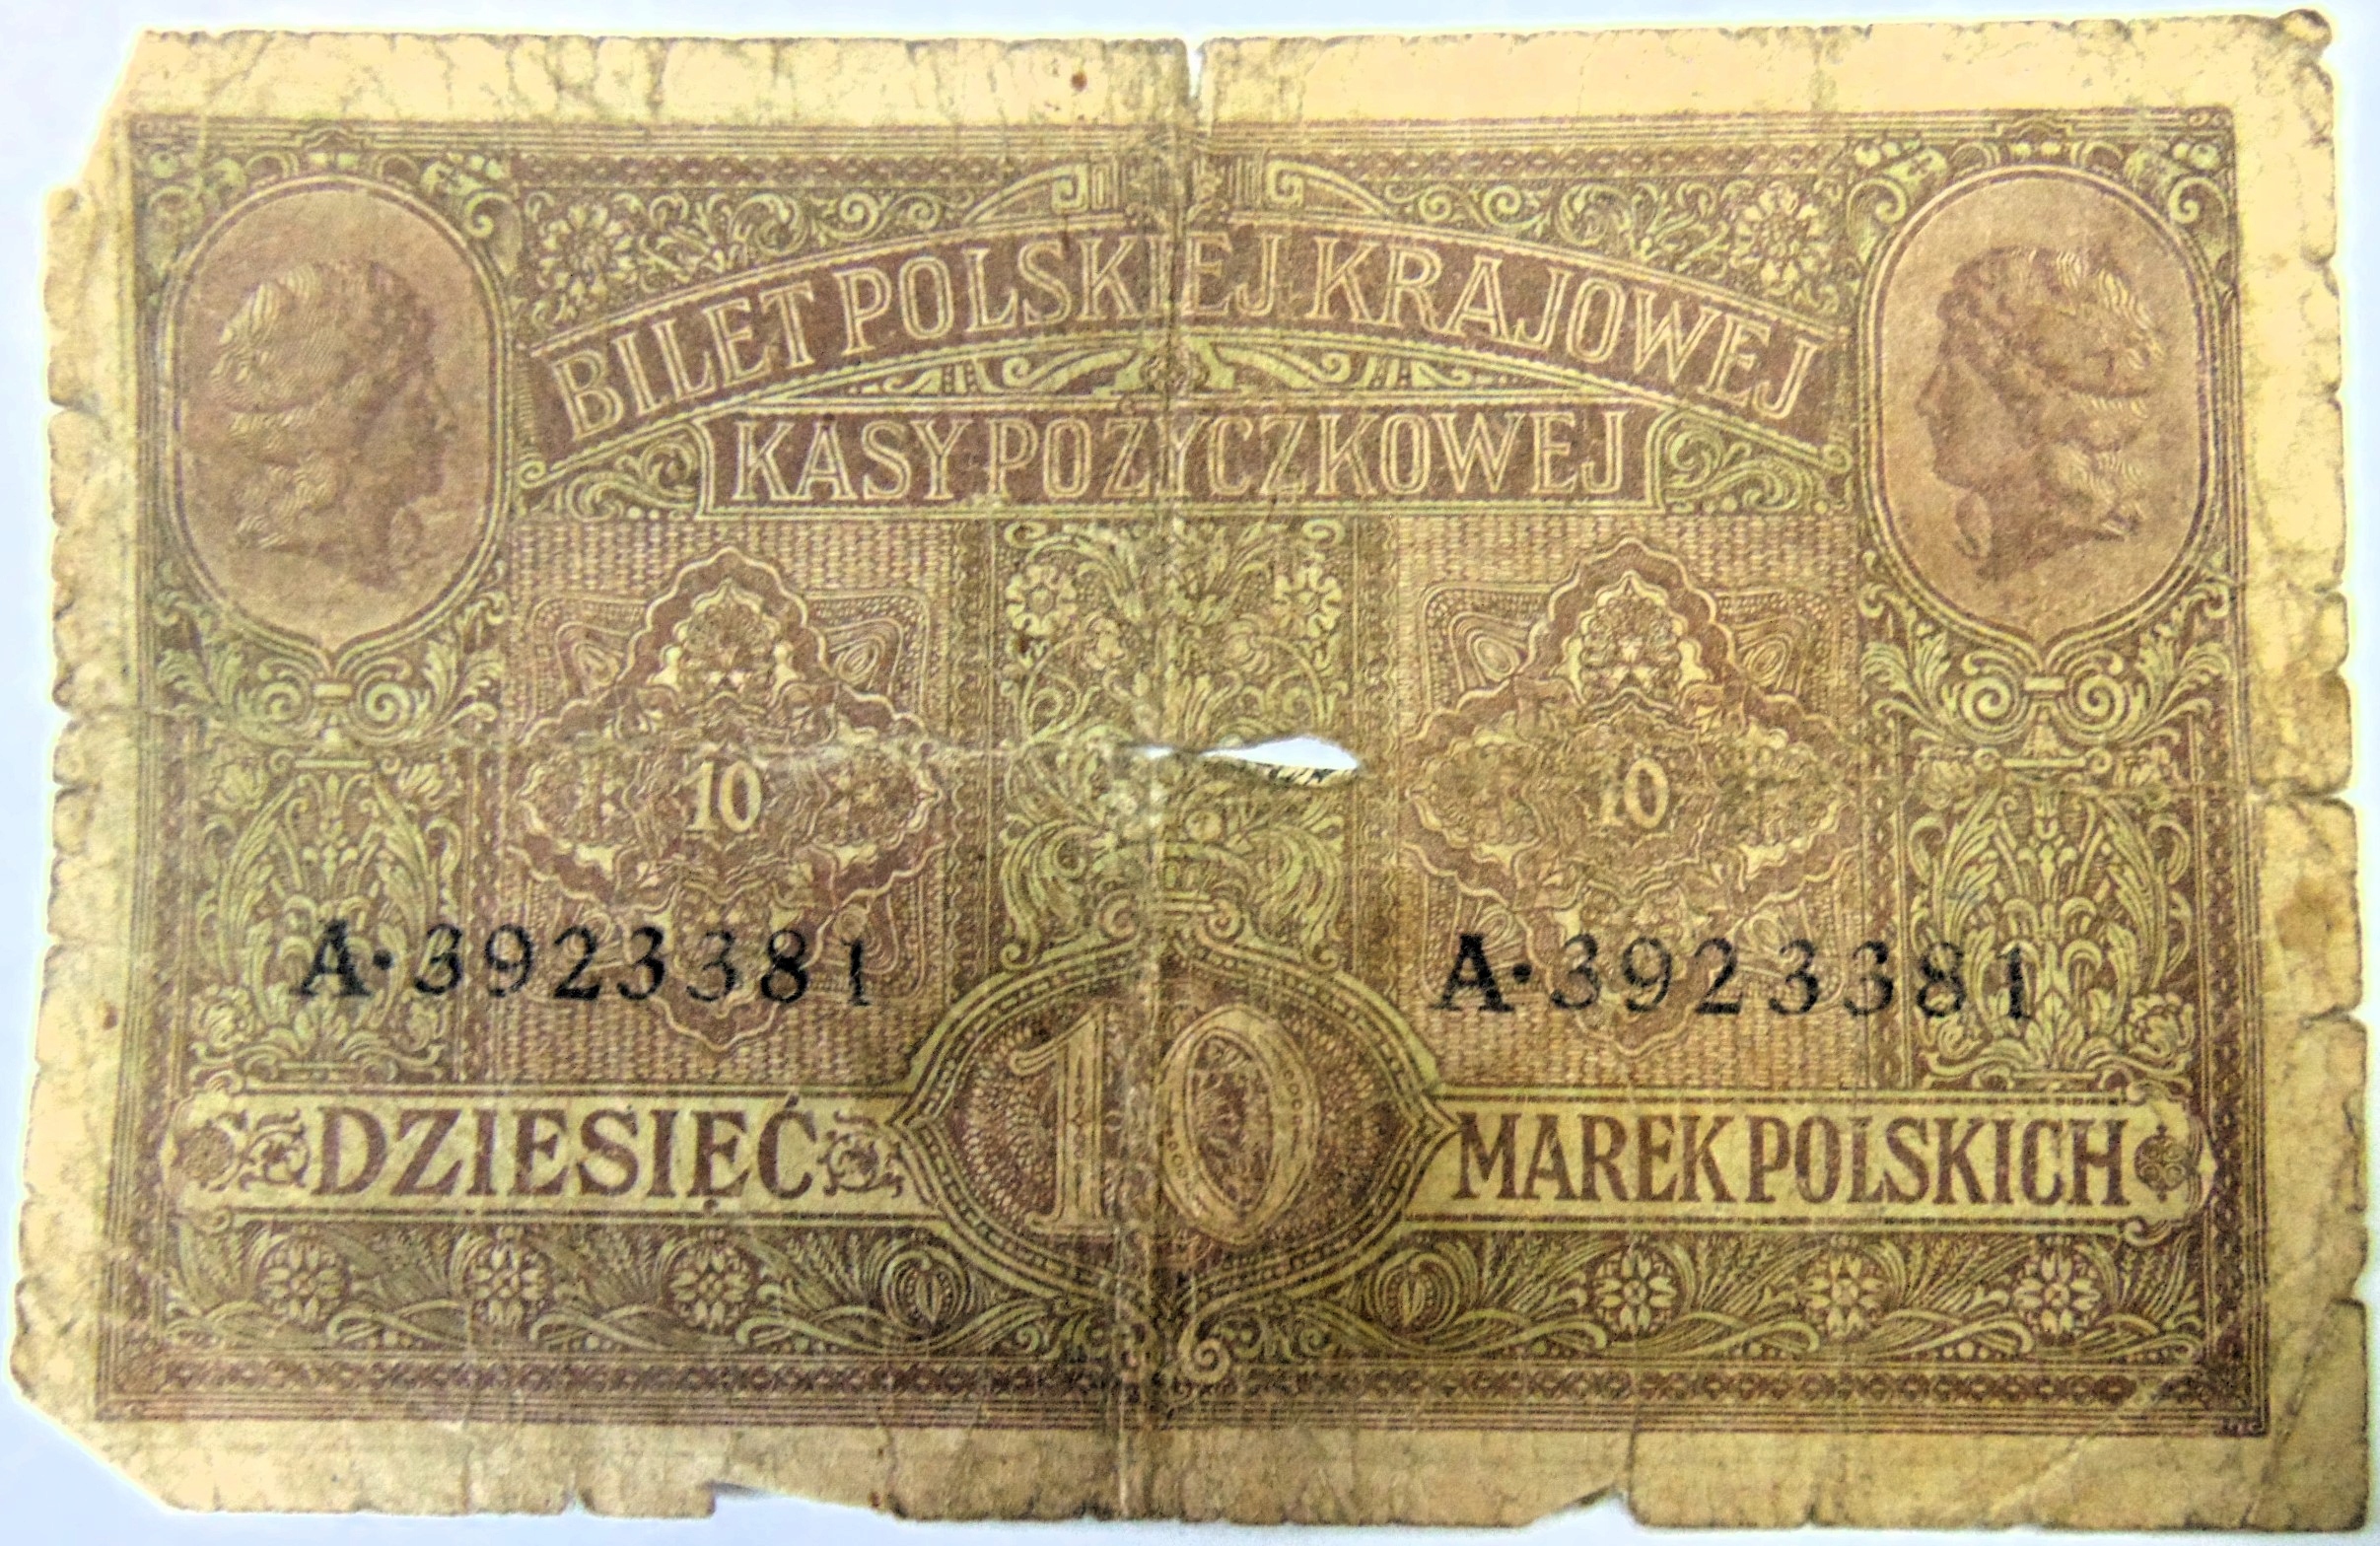 BILET POLSKIEJ KRAJOWEJ
KASY POŻYCZKOWEJ
10 10
A·3923381 A·3923381
DZIESIĘĆ 10 MAREK POLSKICH